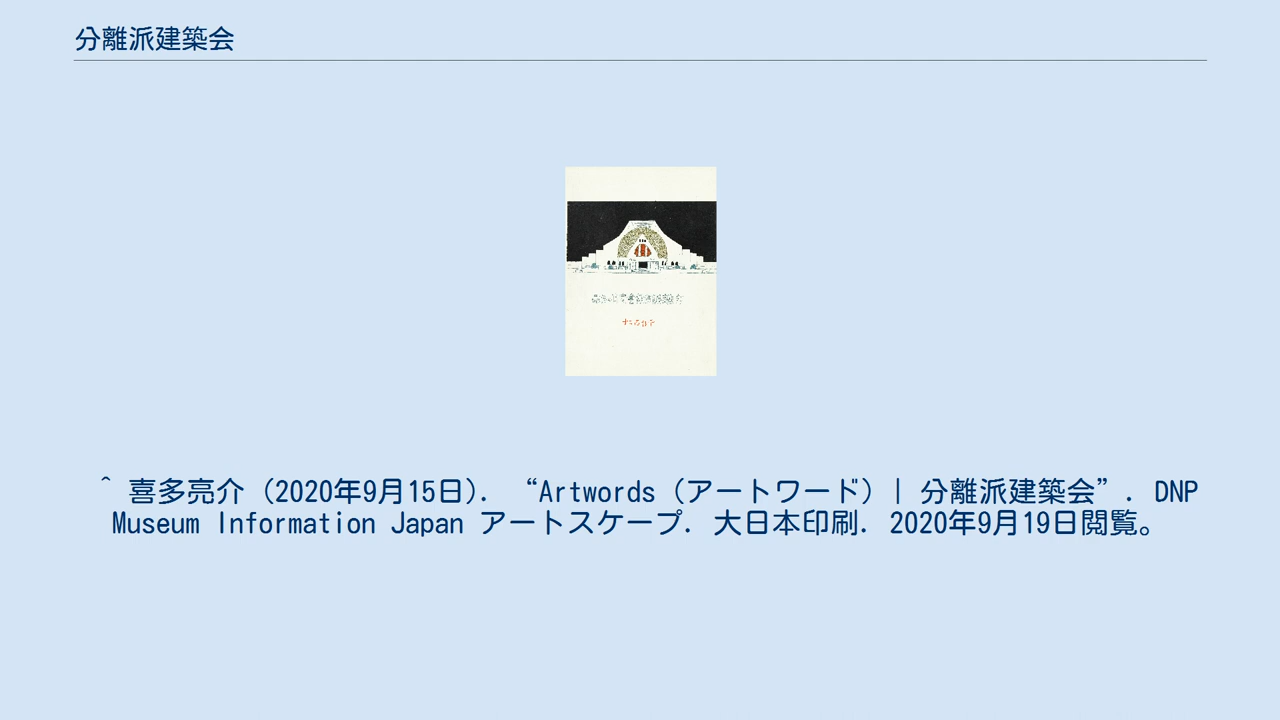 分離派建築会
^ 喜多亮介 (2020年9月15日). “Artwords（アートワード）| 分離派建築会”. DNP
Museum Information Japan アートスケープ. 大日本印刷. 2020年9月19日閲覧。